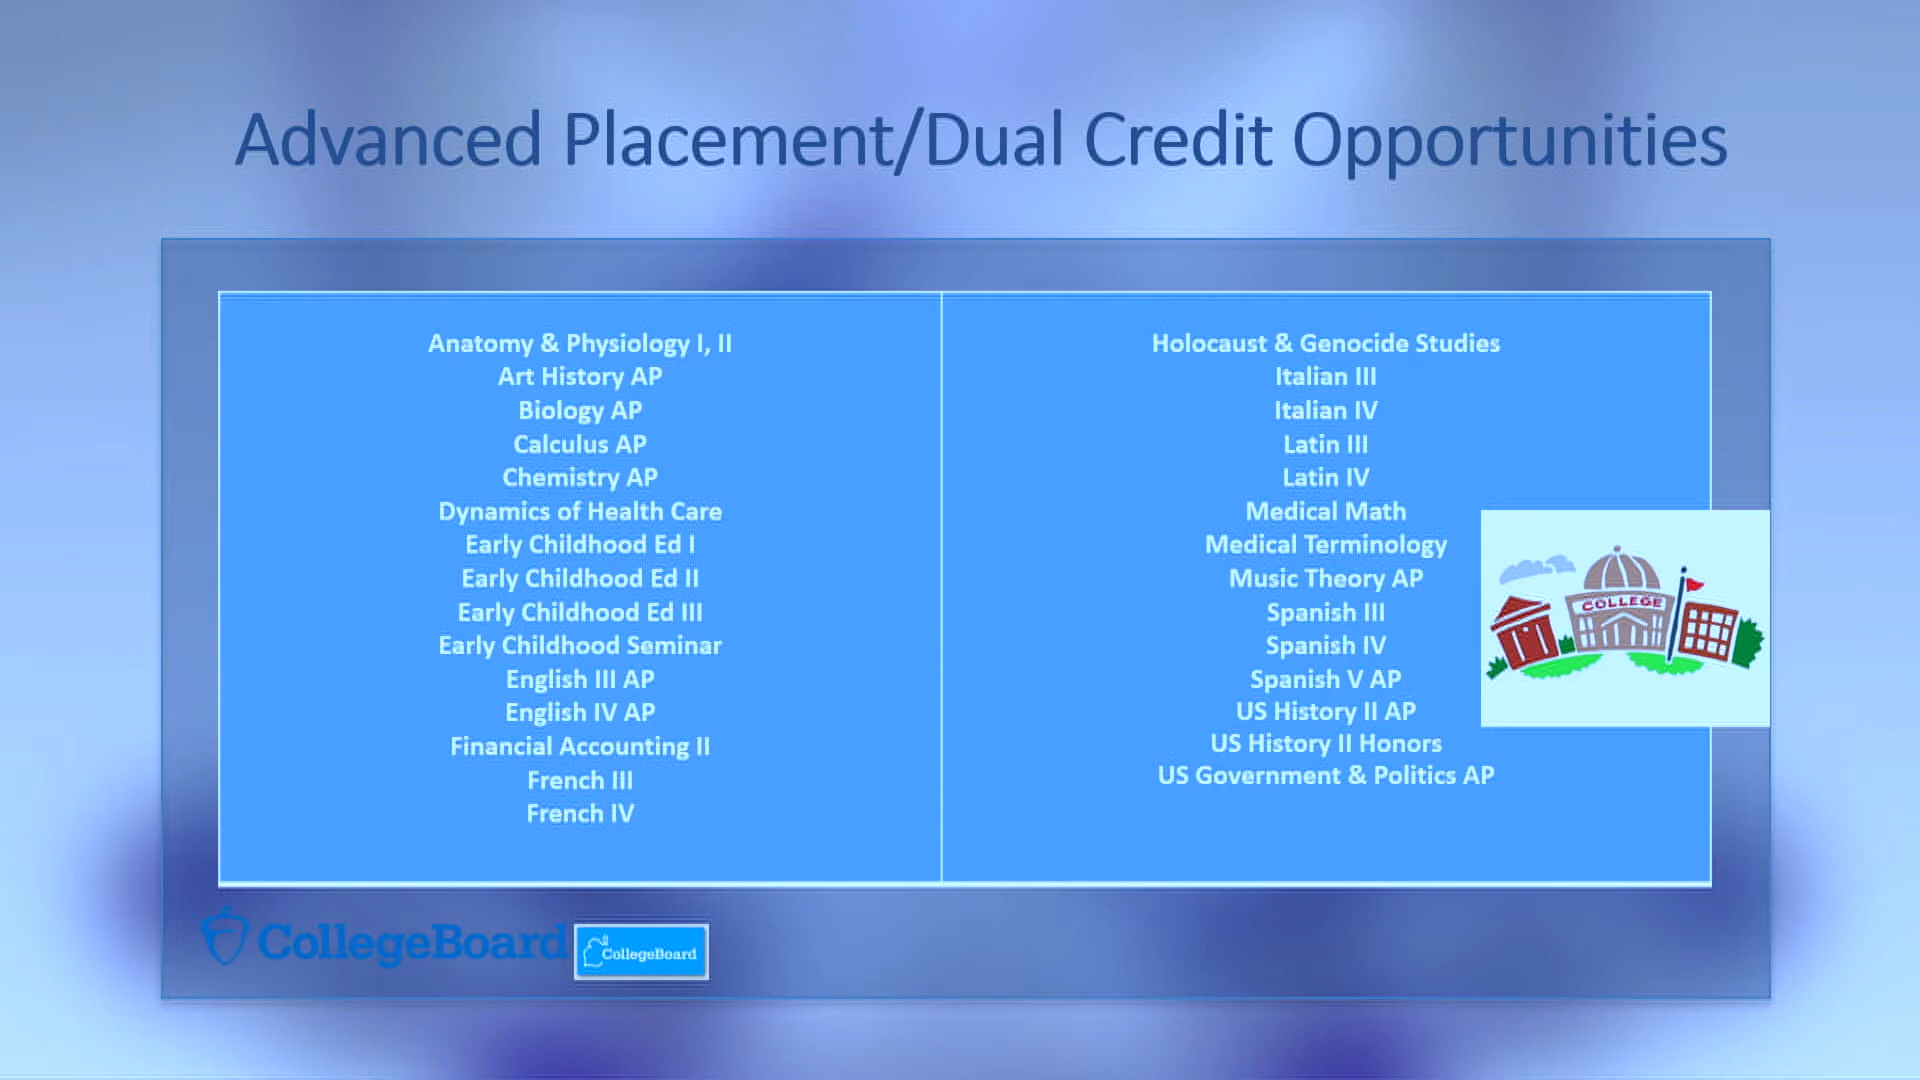 Advanced Placement/Dual Credit Opportunities
Anatomy & Physiology I, II
Art History AP
Biology AP
Calculus AP
Chemistry AP
Dynamics of Health Care
Early Childhood Ed I
Early Childhood Ed II
Early Childhood Ed III
Early Childhood Seminar
English III AP
English IV AP
Financial Accounting II
French III
French IV
Holocaust & Genocide Studies
Italian III
Italian IV
Latin III
Latin IV
Medical Math
Medical Terminology
Music Theory AP
Spanish III
Spanish IV
Spanish V AP
US History II AP
US History II Honors
US Government & Politics AP
COLLEGE
CollegeBoard
CollegeBoard